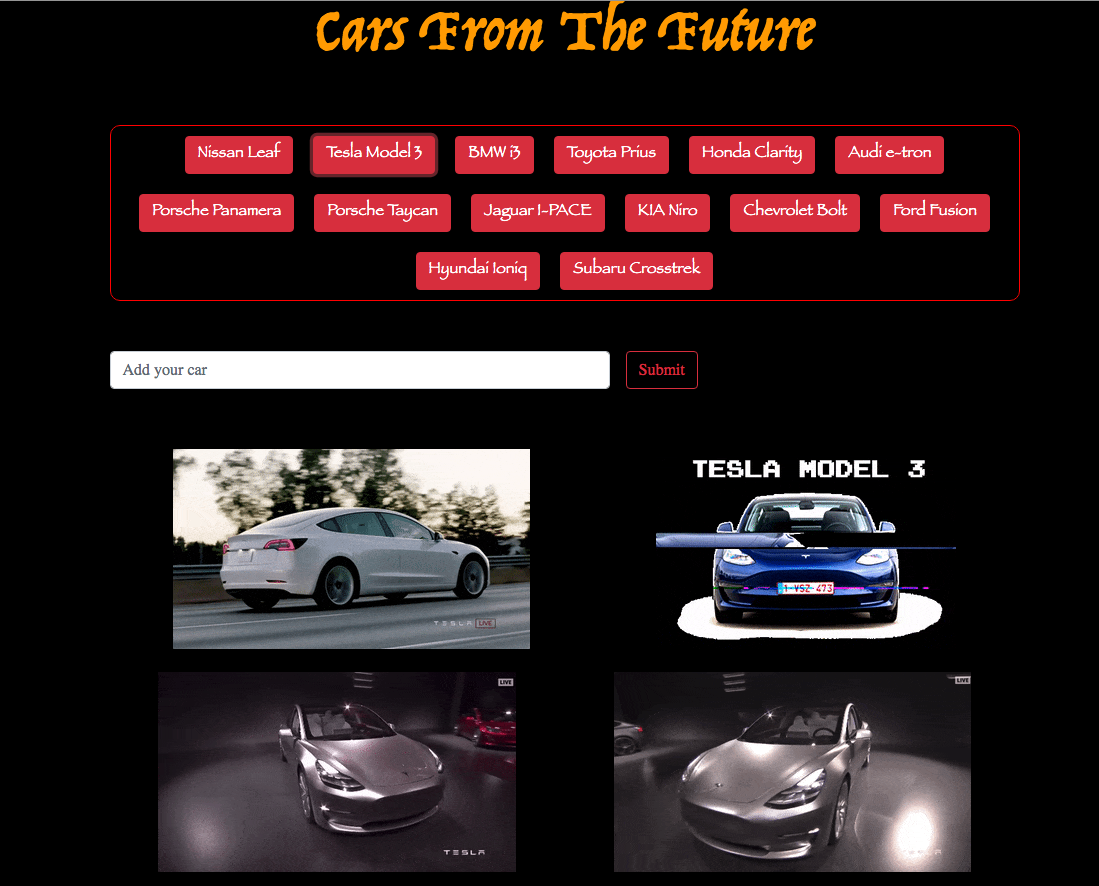 Cars From The Future
Nissan Leaf Tesla Model 3 BMW i3 Toyota Prius Honda Clarity Audi e-tron
Porsche Panamera Porsche Taycan Jaguar I-PACE KIA Niro Chevrolet Bolt Ford Fusion
Hyundai Ioniq Subaru Crosstrek
Add your car Submit
TESLA LIVE
TESLA MODEL 3
1-VSZ-473
LIVE
TESLA
LIVE